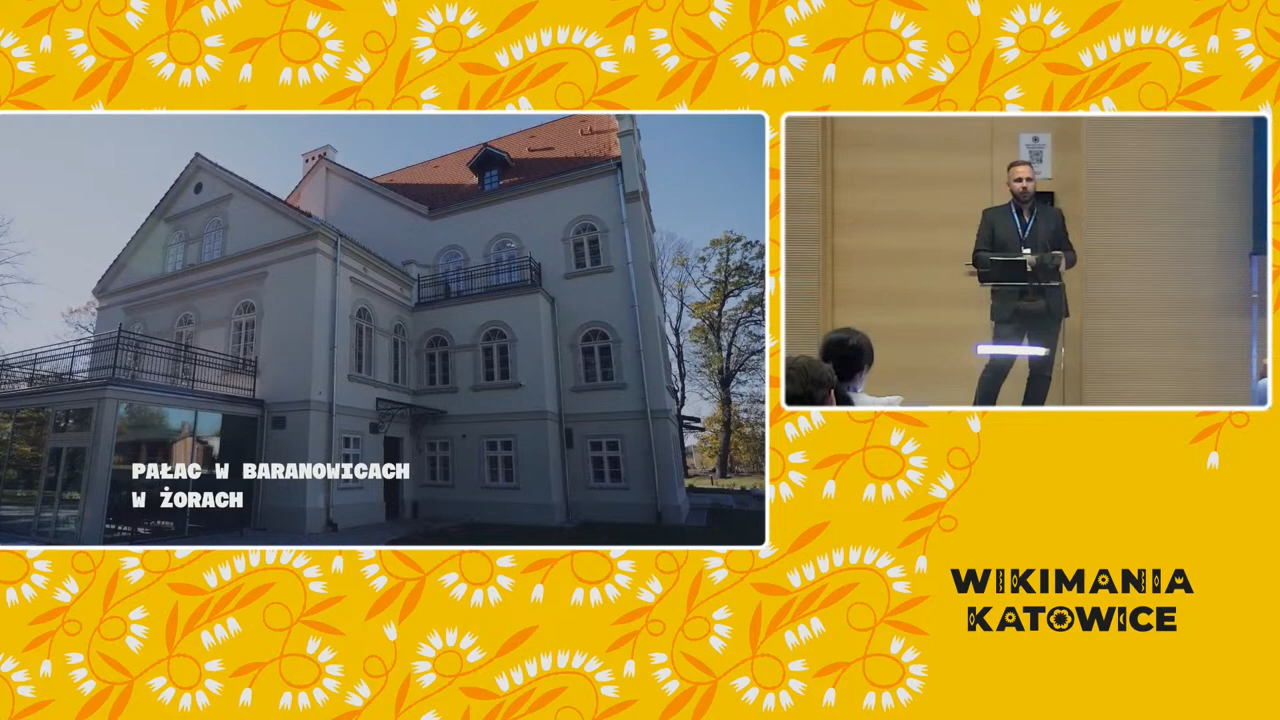 PAŁAC W BARANOWICACH
W ŻORACH
WIKIMANIA
KATOWICE